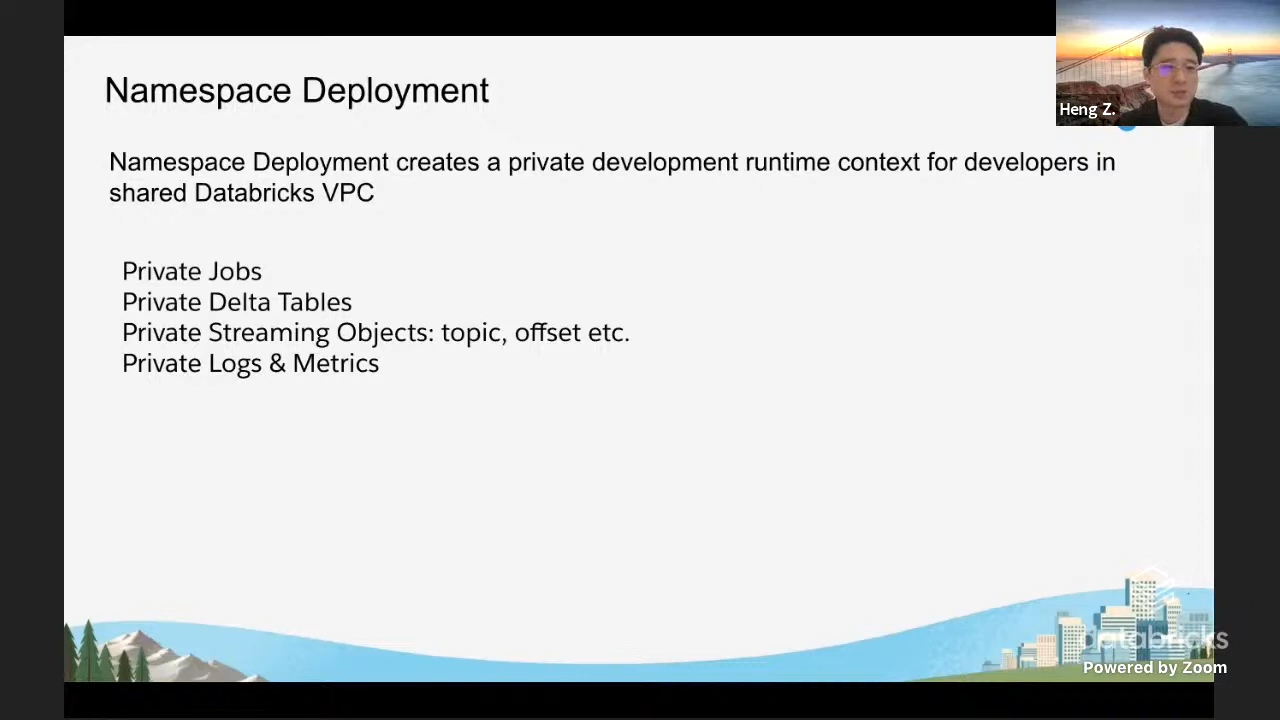 Namespace Deployment
Heng Z.
Namespace Deployment creates a private development runtime context for developers in
shared Databricks VPC
Private Jobs
Private Delta Tables
Private Streaming Objects: topic, offset etc.
Private Logs & Metrics
databricks
Powered by Zoom